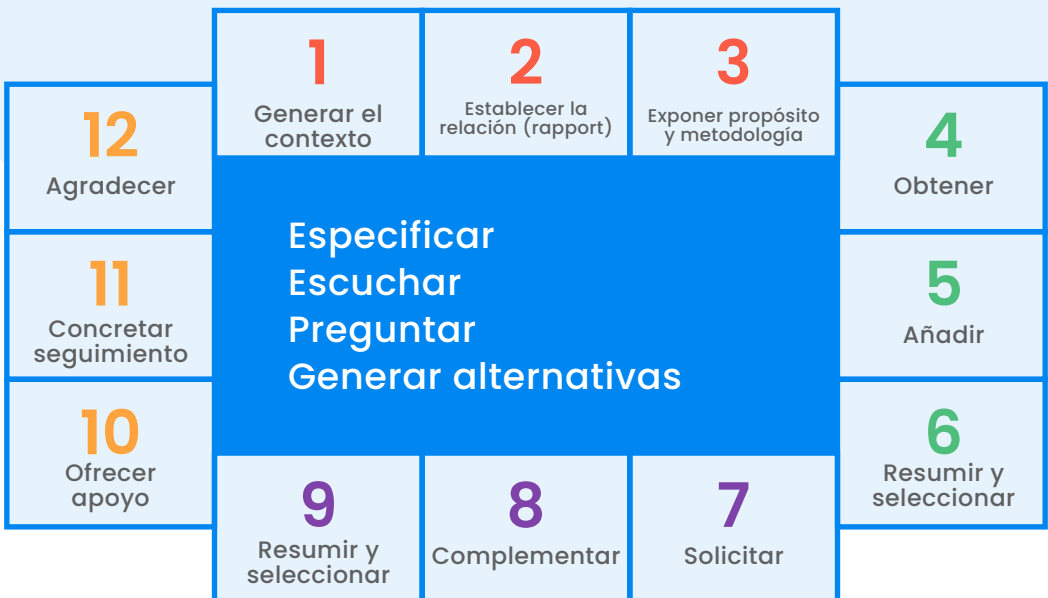 1
Generar el
contexto
2
Establecer la
relación (rapport)
3
Exponer propósito
y metodología
4
Obtener
5
Añadir
6
Resumir y
seleccionar
7
Solicitar
8
Complementar
9
Resumir y
seleccionar
10
Ofrecer
apoyo
11
Concretar
seguimiento
12
Agradecer
Especificar
Escuchar
Preguntar
Generar alternativas